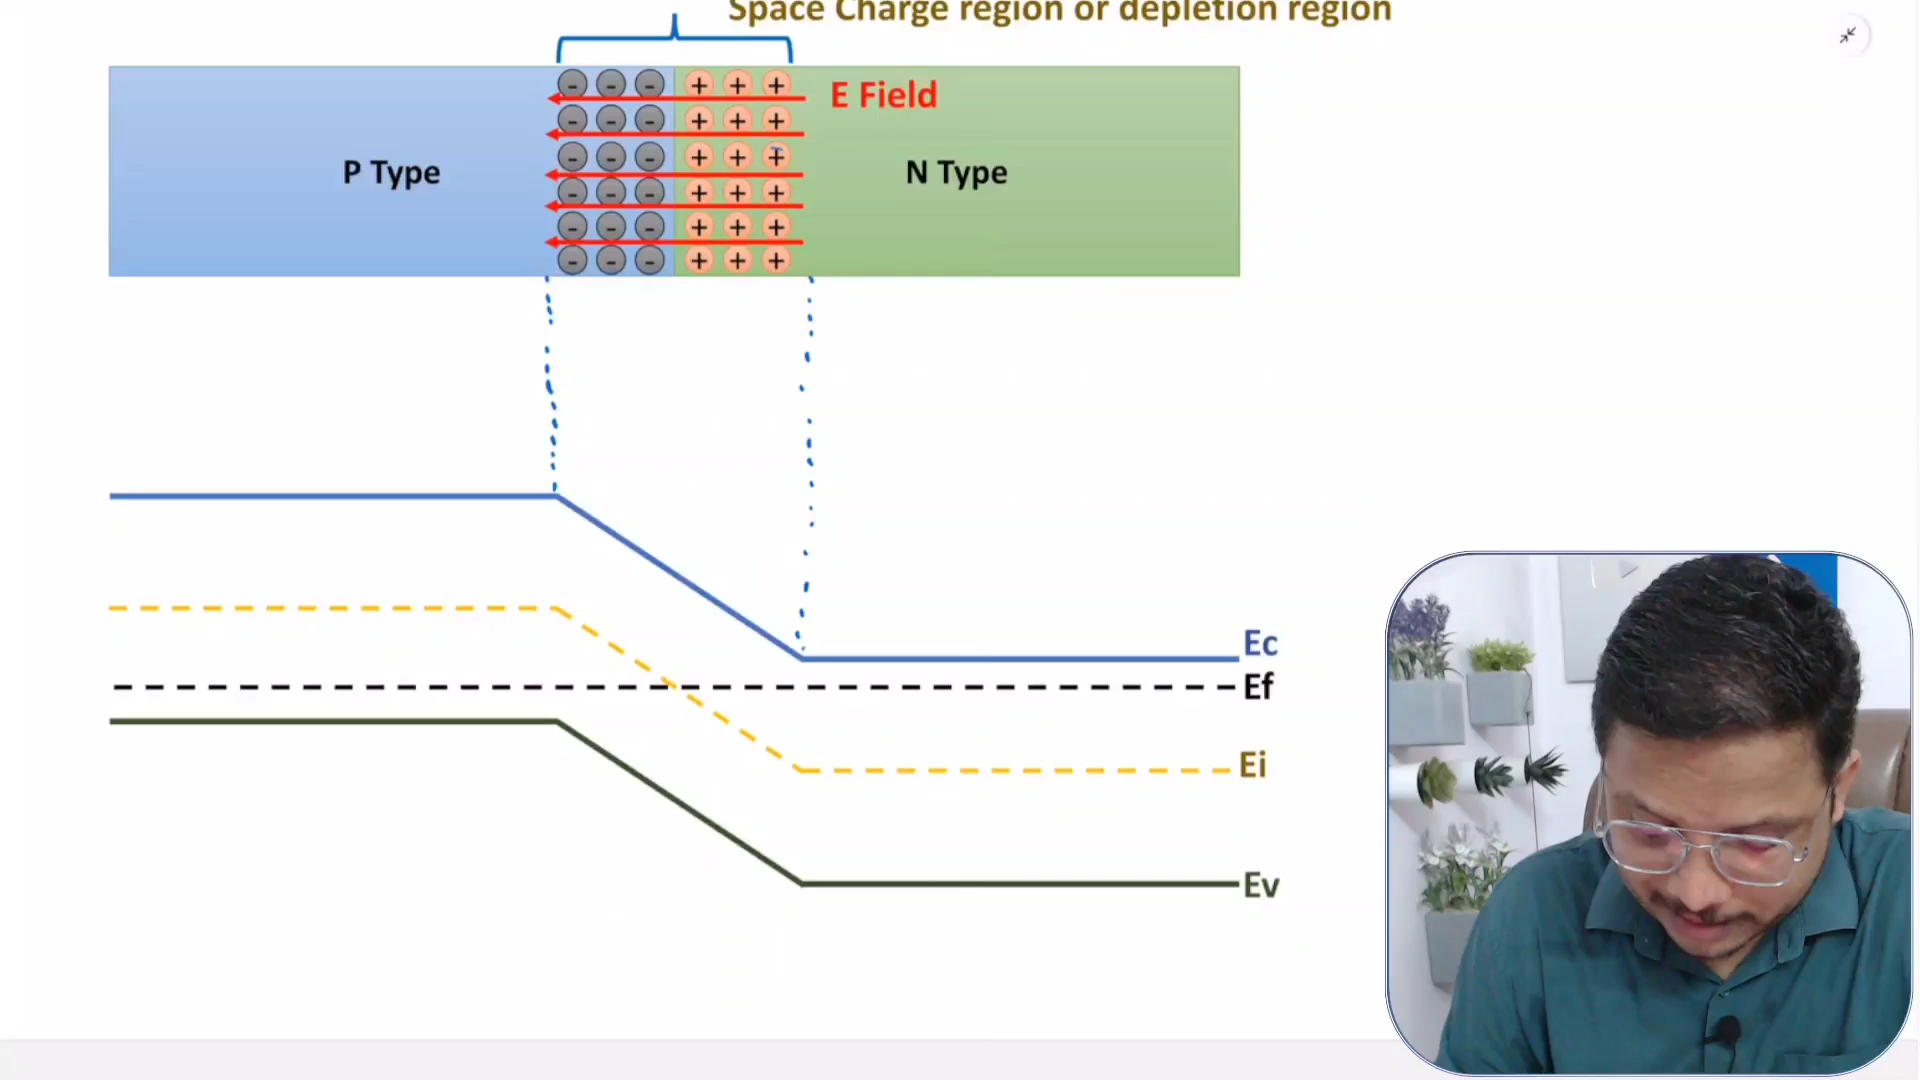 Space Charge region or depletion region
- - - + + +
E Field
- - - + + +
- - - + + +
P Type
N Type
- - - + + +
- - - + + +
- - - + + +
Ec
Ef
Ei
Ev